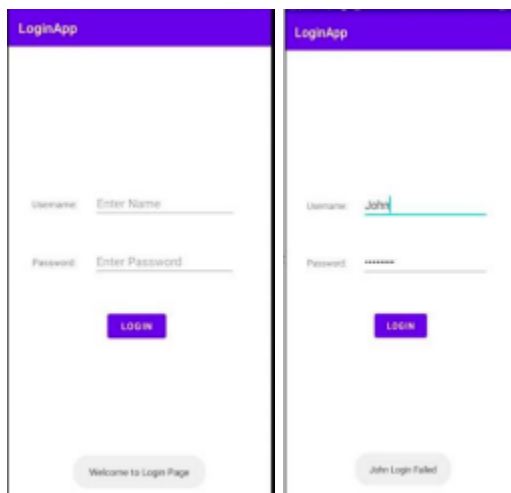 LoginApp
Username: Enter Name
Password: Enter Password
LOGIN
Welcome to Login Page
LoginApp
Username: John
Password: •••••••
LOGIN
John Login Failed